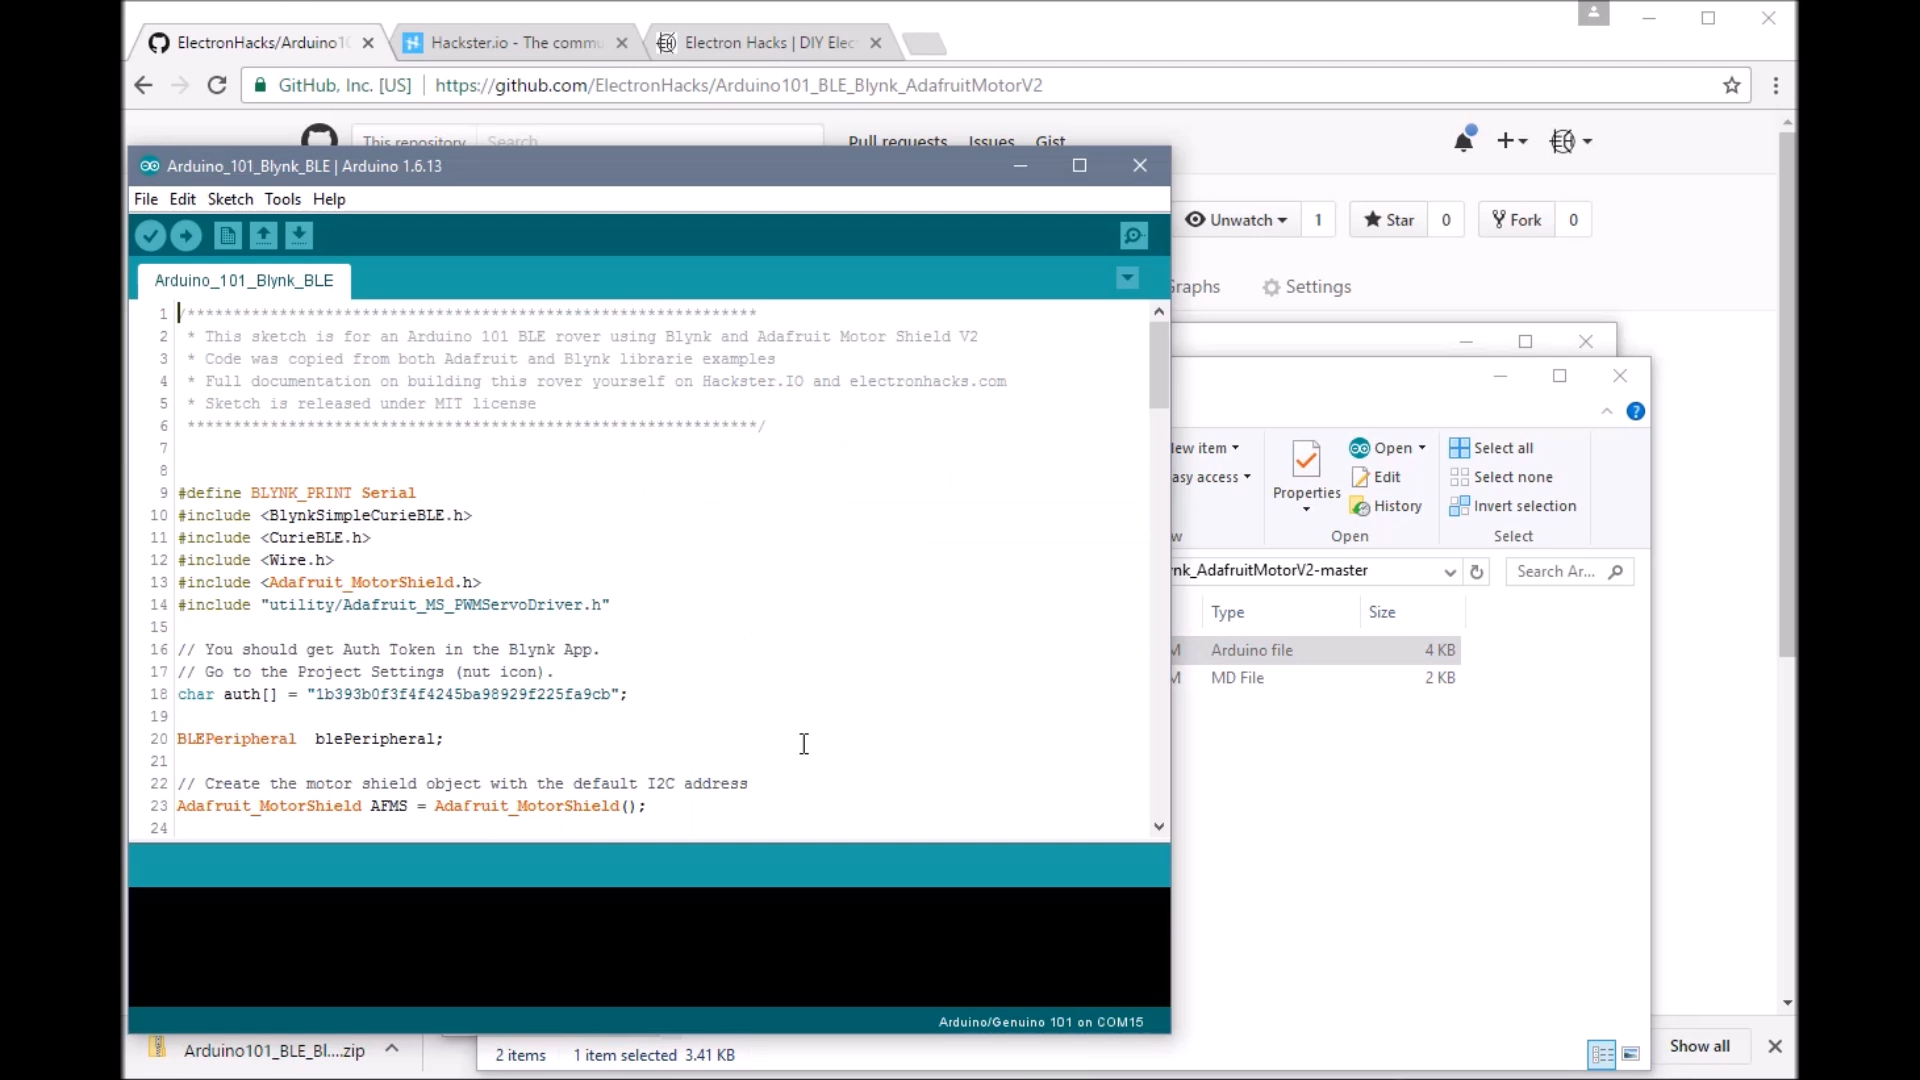 ElectronHacks/Arduino1
Hackster.io - The commu
Electron Hacks | DIY Elec
GitHub, Inc. [US]
https://github.com/ElectronHacks/Arduino101_BLE_Blynk_AdafruitMotorV2
This repository
Search
Pull requests
Issues
Gist
Unwatch
1
Star
0
Fork
0
Graphs
Settings
Arduino_101_Blynk_BLE | Arduino 1.6.13
File Edit Sketch Tools Help
Arduino_101_Blynk_BLE
1 /**************************************************************
2 * This sketch is for an Arduino 101 BLE rover using Blynk and Adafruit Motor Shield V2
3 * Code was copied from both Adafruit and Blynk librarie examples
4 * Full documentation on building this rover yourself on Hackster.IO and electronhacks.com
5 * Sketch is released under MIT license
6 **************************************************************/
7
8
9 #define BLYNK_PRINT Serial
10 #include <BlynkSimpleCurieBLE.h>
11 #include <CurieBLE.h>
12 #include <Wire.h>
13 #include <Adafruit_MotorShield.h>
14 #include "utility/Adafruit_MS_PWMServoDriver.h"
15
16 // You should get Auth Token in the Blynk App.
17 // Go to the Project Settings (nut icon).
18 char auth[] = "1b393b0f3f4f4245ba98929f225fa9cb";
19
20 BLEPeripheral  blePeripheral;
21
22 // Create the motor shield object with the default I2C address
23 Adafruit_MotorShield AFMS = Adafruit_MotorShield();
24
Arduino/Genuino 101 on COM15
ew item
asy access
w
Properties
Open
Edit
History
Open
Select all
Select none
Invert selection
Select
nk_AdafruitMotorV2-master
Search Ar...
Type
Size
M
Arduino file
4 KB
M
MD File
2 KB
2 items
1 item selected 3.41 KB
Arduino101_BLE_Bl....zip
Show all